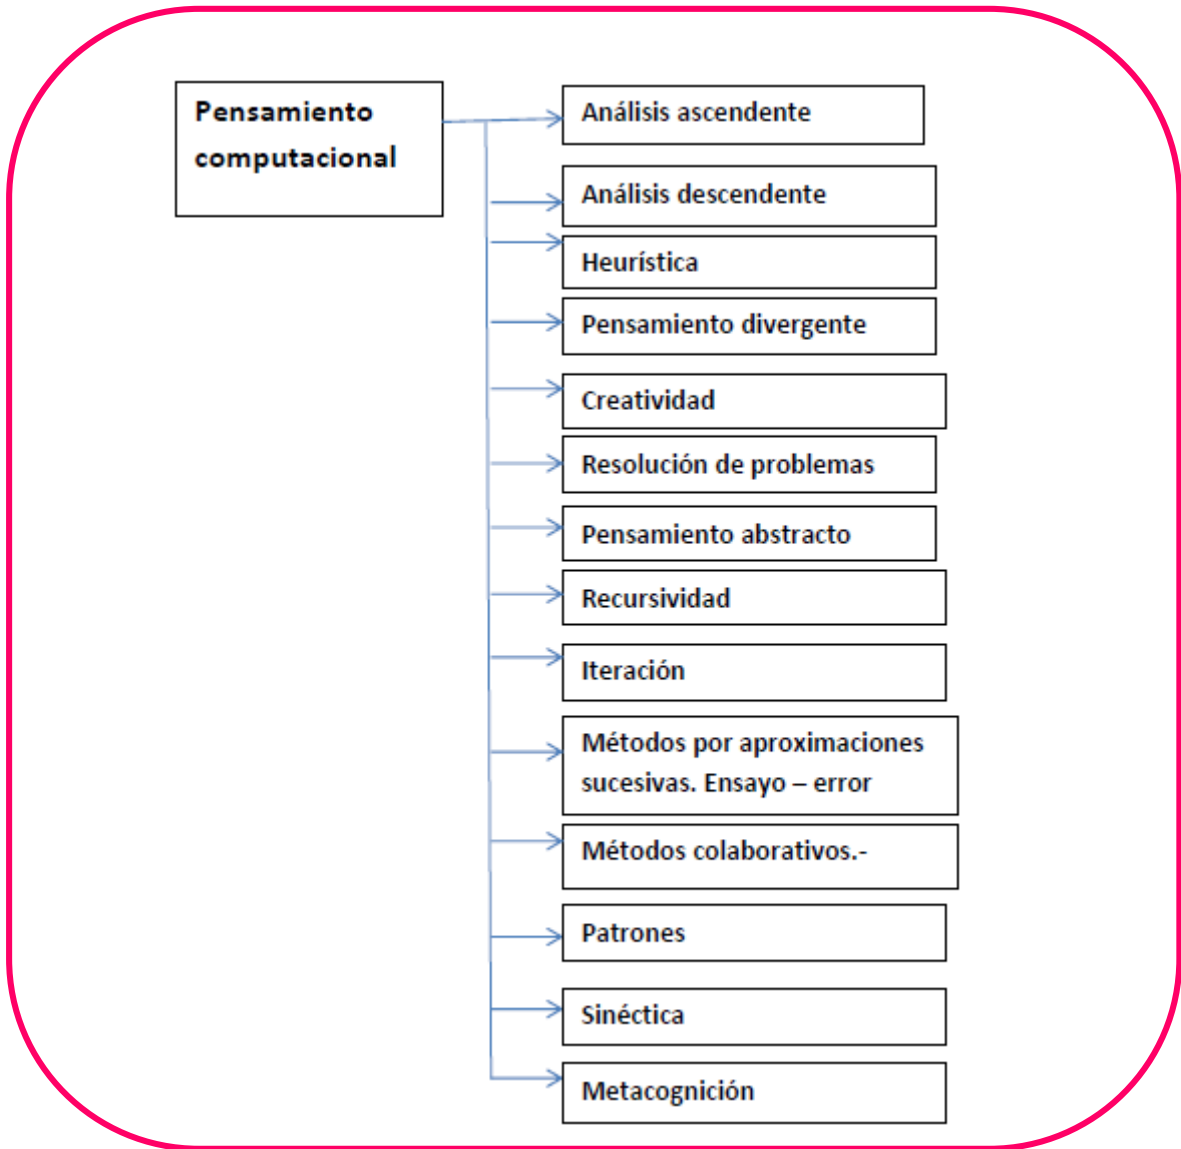 Pensamiento
computacional
Análisis ascendente
Análisis descendente
Heurística
Pensamiento divergente
Creatividad
Resolución de problemas
Pensamiento abstracto
Recursividad
Iteración
Métodos por aproximaciones
sucesivas. Ensayo – error
Métodos colaborativos.-
Patrones
Sinéctica
Metacognición